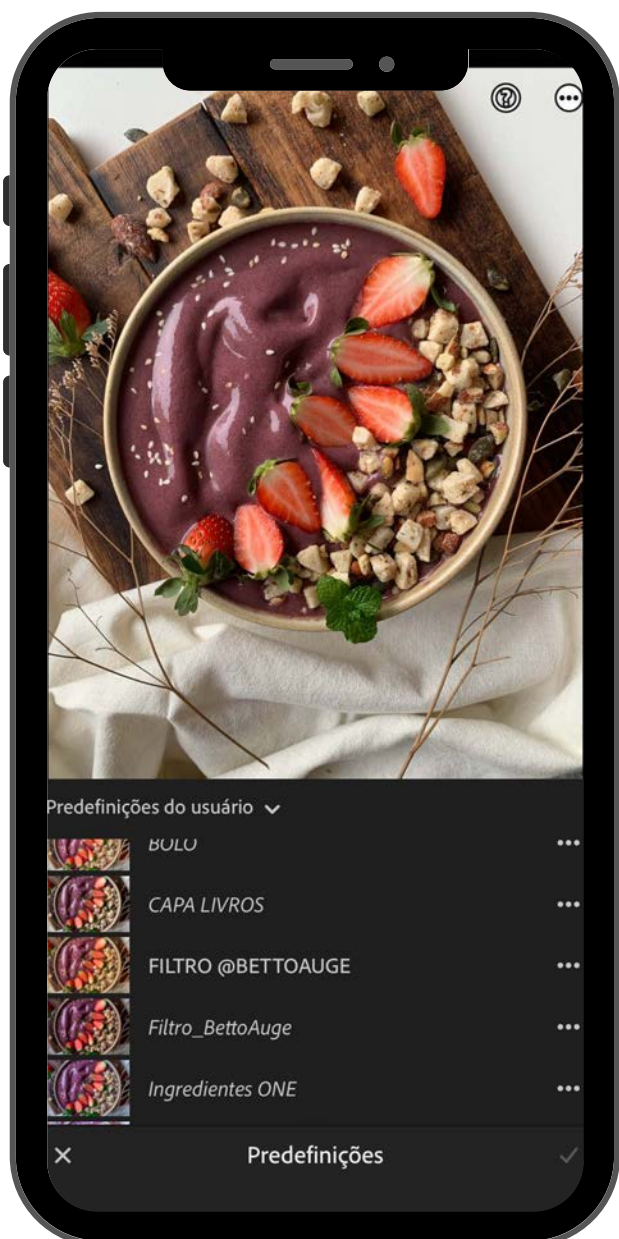 Predefinições do usuário
BOLO
CAPA LIVROS
FILTRO @BETTOAUGE
Filtro_BettoAuge
Ingredientes ONE
Predefinições